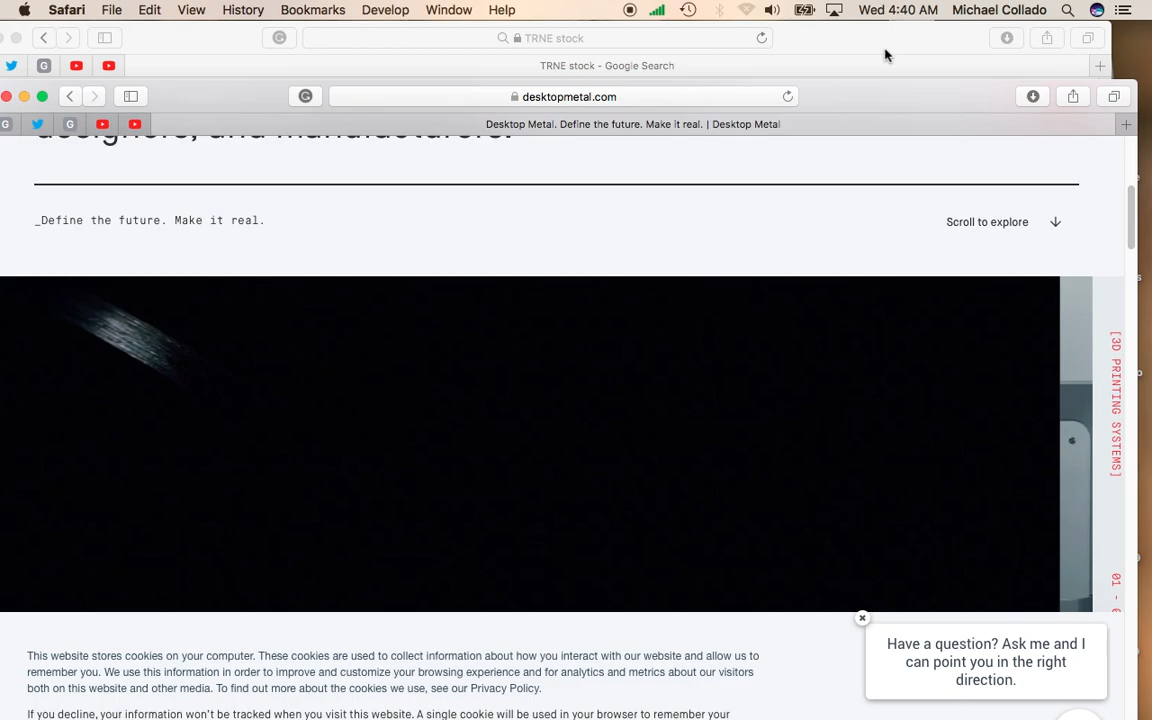 Safari File Edit View History Bookmarks Develop Window Help Wed 4:40 AM Michael Collado
TRNE stock
TRNE stock - Google Search
desktopmetal.com
Desktop Metal. Define the future. Make it real. | Desktop Metal
designers, and manufacturers.
_Define the future. Make it real.
Scroll to explore
[3D PRINTING SYSTEMS]
This website stores cookies on your computer. These cookies are used to collect information about how you interact with our website and allow us to
remember you. We use this information in order to improve and customize your browsing experience and for analytics and metrics about our visitors
both on this website and other media. To find out more about the cookies we use, see our Privacy Policy.
If you decline, your information won't be tracked when you visit this website. A single cookie will be used in your browser to remember your
Have a question? Ask me and I
can point you in the right
direction.